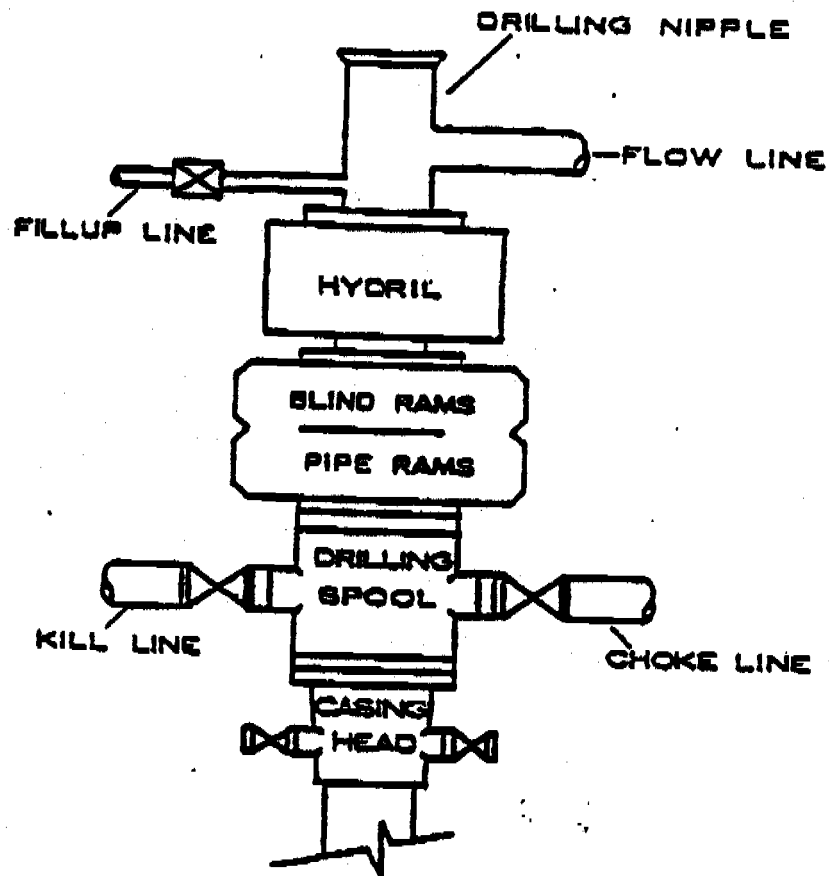 DRILLING NIPPLE
FLOW LINE
FILLUP LINE
HYDRIL
BLIND RAMS
PIPE RAMS
DRILLING
SPOOL
KILL LINE
CHOKE LINE
CASING
HEAD